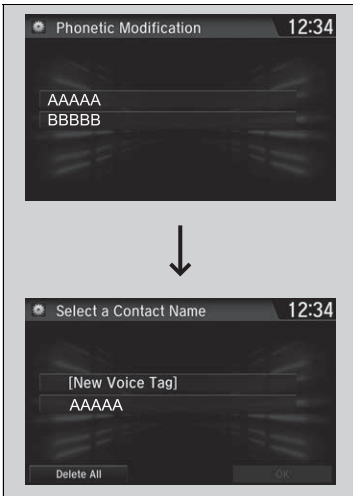 Phonetic Modification 12:34
AAAAA
BBBBB
Select a Contact Name 12:34
[New Voice Tag]
AAAAA
Delete All OK